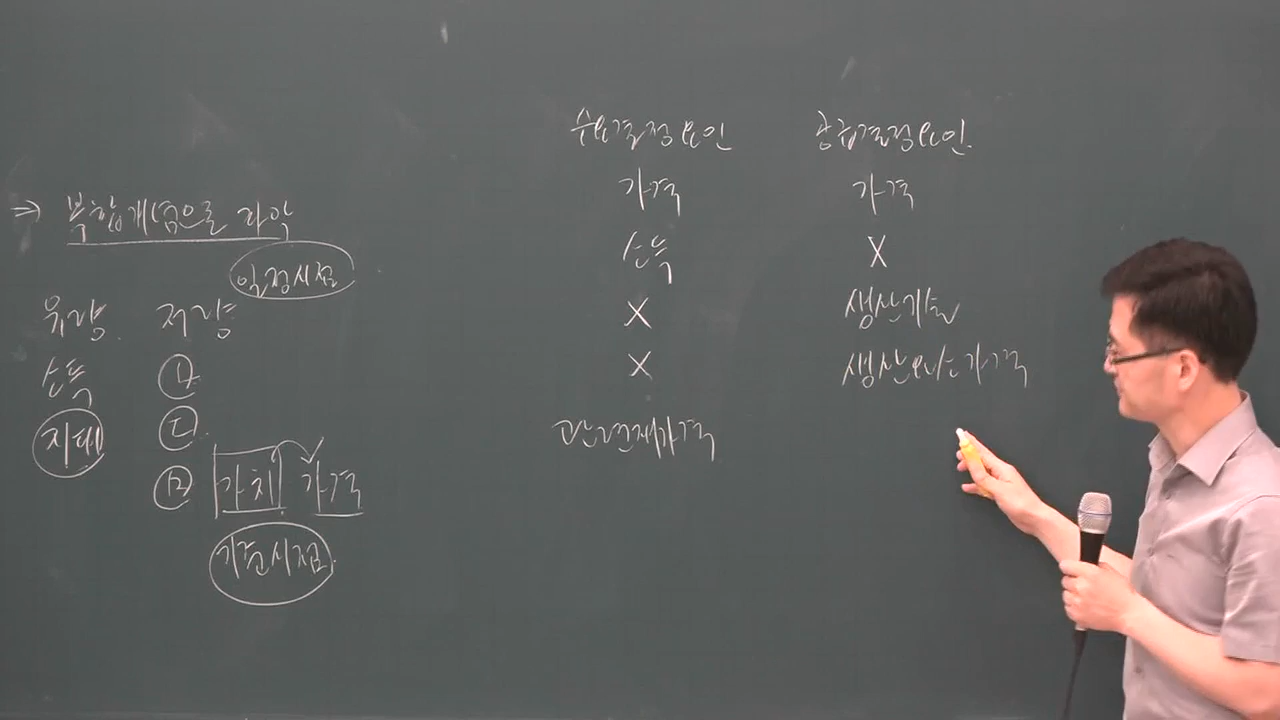 ⇒ 복합개념으로 파악
일정시점
유량 저량
소득
지대
가치 가격
기준시점
수요결정요인 공급결정요인
가격 가격
소득 X
X 생산기술
X 생산요소가격
관련재가격